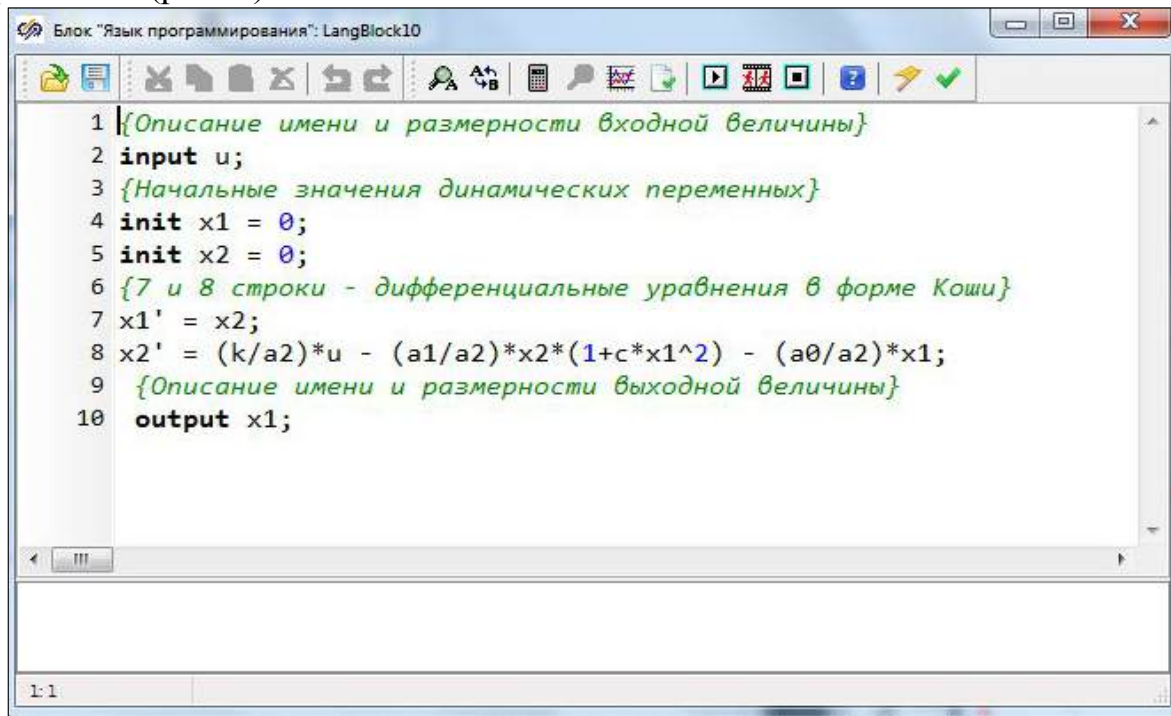 Блок "Язык программирования": LangBlock10
1 {Описание имени и размерности входной величины}
2 input u;
3 {Начальные значения динамических переменных}
4 init x1 = 0;
5 init x2 = 0;
6 {7 и 8 строки - дифференциальные уравнения в форме Коши}
7 x1' = x2;
8 x2' = (k/a2)*u - (a1/a2)*x2*(1+c*x1^2) - (a0/a2)*x1;
9 {Описание имени и размерности выходной величины}
10 output x1;
1: 1